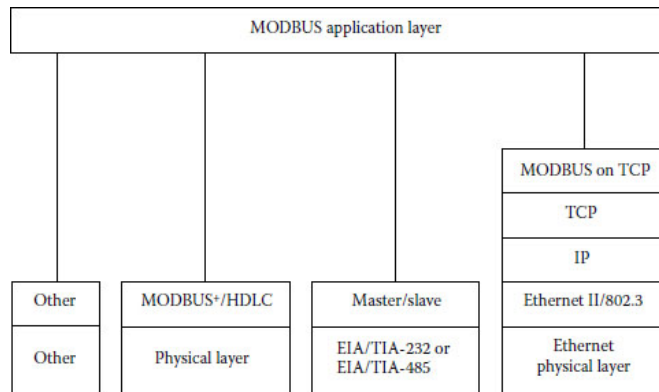 MODBUS application layer
MODBUS on TCP
TCP
IP
Other
MODBUS+/HDLC
Master/slave
Ethernet II/802.3
Other
Physical layer
EIA/TIA-232 or
EIA/TIA-485
Ethernet
physical layer